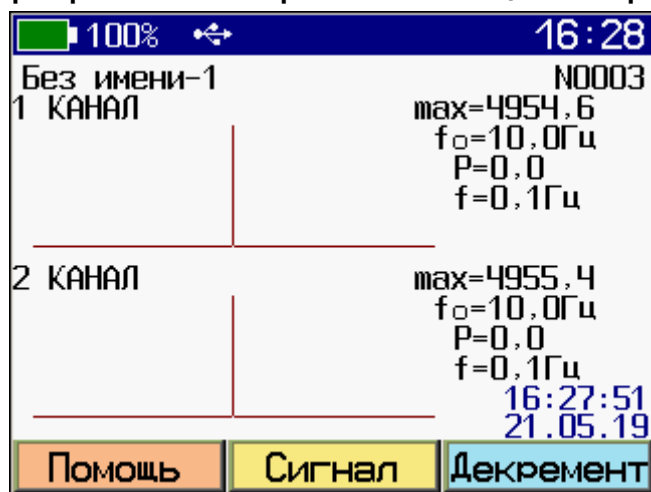 100% 16:28
Без имени-1 N0003
1 КАНАЛ max=4954,6
fo=10,0Гц
P=0,0
f=0,1Гц
2 КАНАЛ max=4955,4
fo=10,0Гц
P=0,0
f=0,1Гц
16:27:51
21.05.19
Помощь Сигнал Декремент